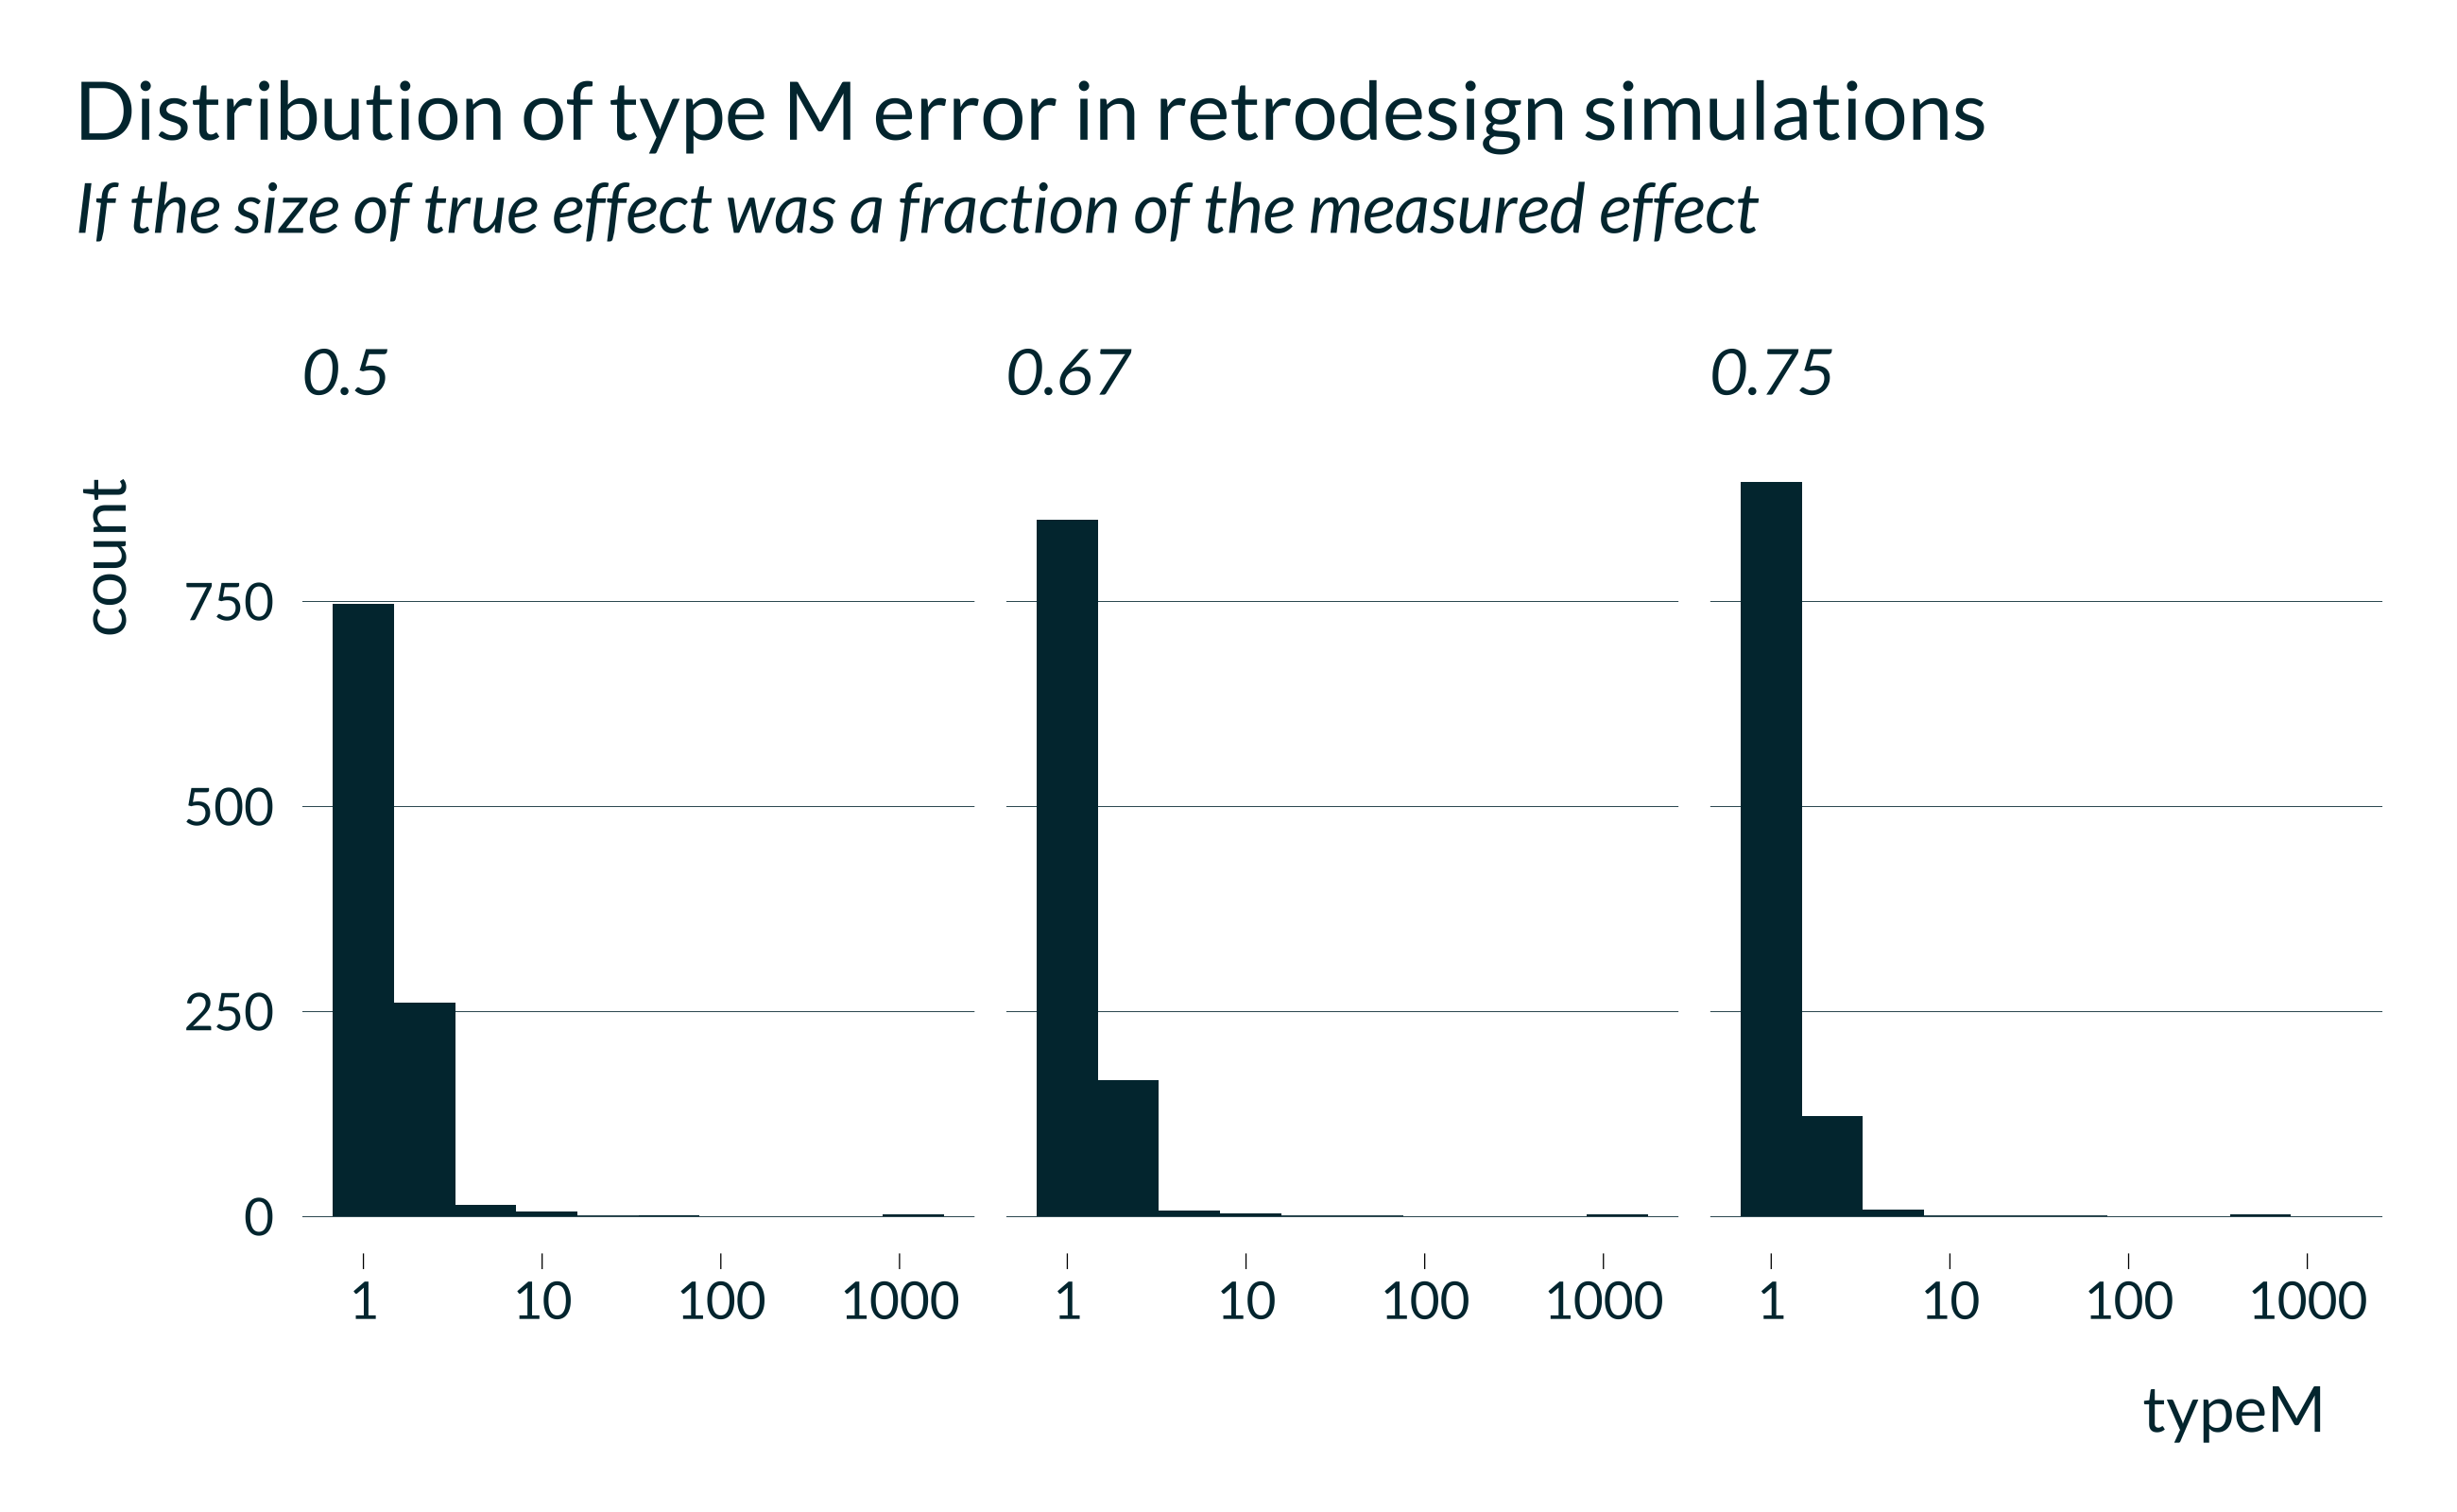 Distribution of type M error in retrodesign simulations
If the size of true effect was a fraction of the measured effect
0.5 0.67 0.75
count
750
500
250
0
1 10 100 1000 1 10 100 1000 1 10 100 1000
typeM